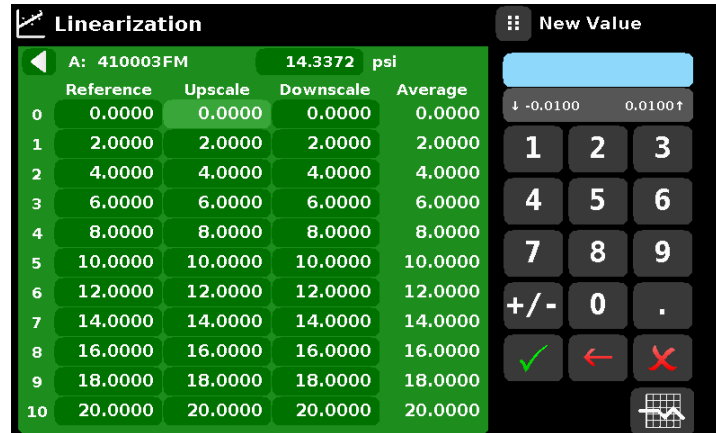 Linearization
A: 410003FM 14.3372 psi
Reference Upscale Downscale Average
0 0.0000 0.0000 0.0000 0.0000
1 2.0000 2.0000 2.0000 2.0000
2 4.0000 4.0000 4.0000 4.0000
3 6.0000 6.0000 6.0000 6.0000
4 8.0000 8.0000 8.0000 8.0000
5 10.0000 10.0000 10.0000 10.0000
6 12.0000 12.0000 12.0000 12.0000
7 14.0000 14.0000 14.0000 14.0000
8 16.0000 16.0000 16.0000 16.0000
9 18.0000 18.0000 18.0000 18.0000
10 20.0000 20.0000 20.0000 20.0000
New Value
↓ -0.0100 0.0100↑
1 2 3
4 5 6
7 8 9
+/- 0 .